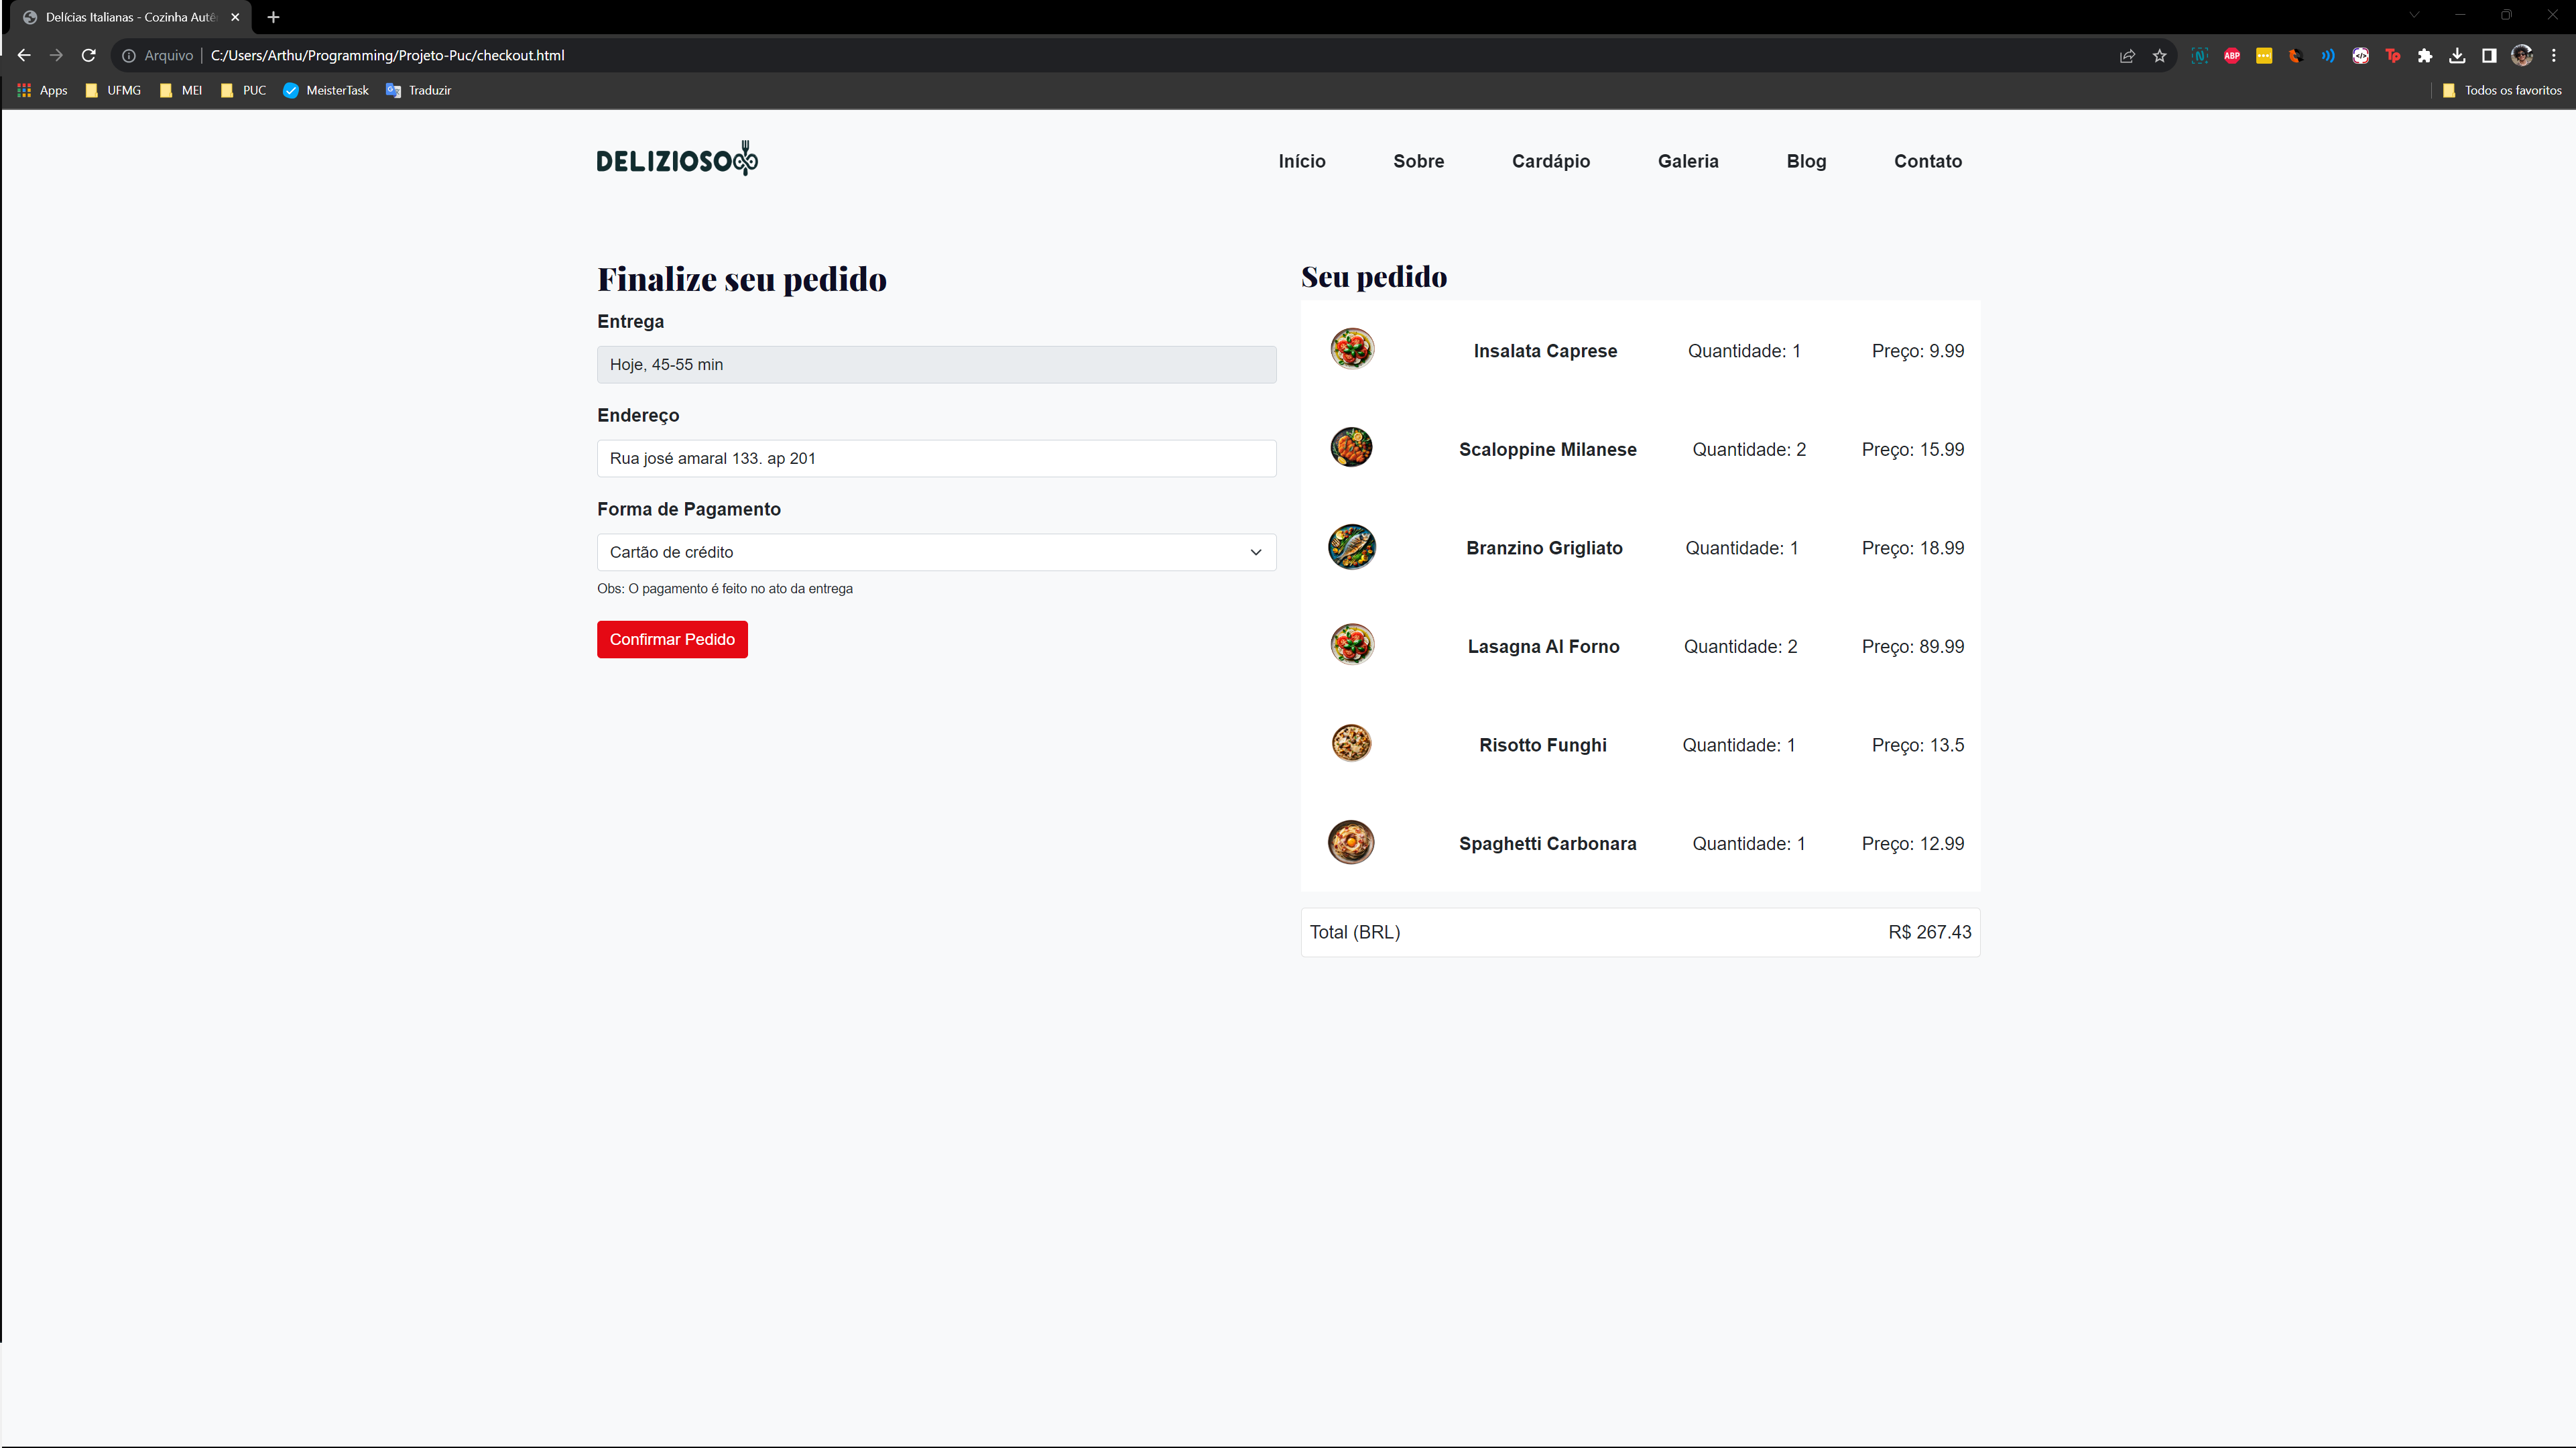 Delícias Italianas - Cozinha Autê
Arquivo
C:/Users/Arthu/Programming/Projeto-Puc/checkout.html
ABP
Tp
Apps
UFMG
MEI
PUC
MeisterTask
Traduzir
Todos os favoritos
DELIZIOSO
Início
Sobre
Cardápio
Galeria
Blog
Contato
Finalize seu pedido
Entrega
Hoje, 45-55 min
Endereço
Rua josé amaral 133. ap 201
Forma de Pagamento
Cartão de crédito
Obs: O pagamento é feito no ato da entrega
Confirmar Pedido
Seu pedido
Insalata Caprese Quantidade: 1 Preço: 9.99
Scaloppine Milanese Quantidade: 2 Preço: 15.99
Branzino Grigliato Quantidade: 1 Preço: 18.99
Lasagna Al Forno Quantidade: 2 Preço: 89.99
Risotto Funghi Quantidade: 1 Preço: 13.5
Spaghetti Carbonara Quantidade: 1 Preço: 12.99
Total (BRL) R$ 267.43